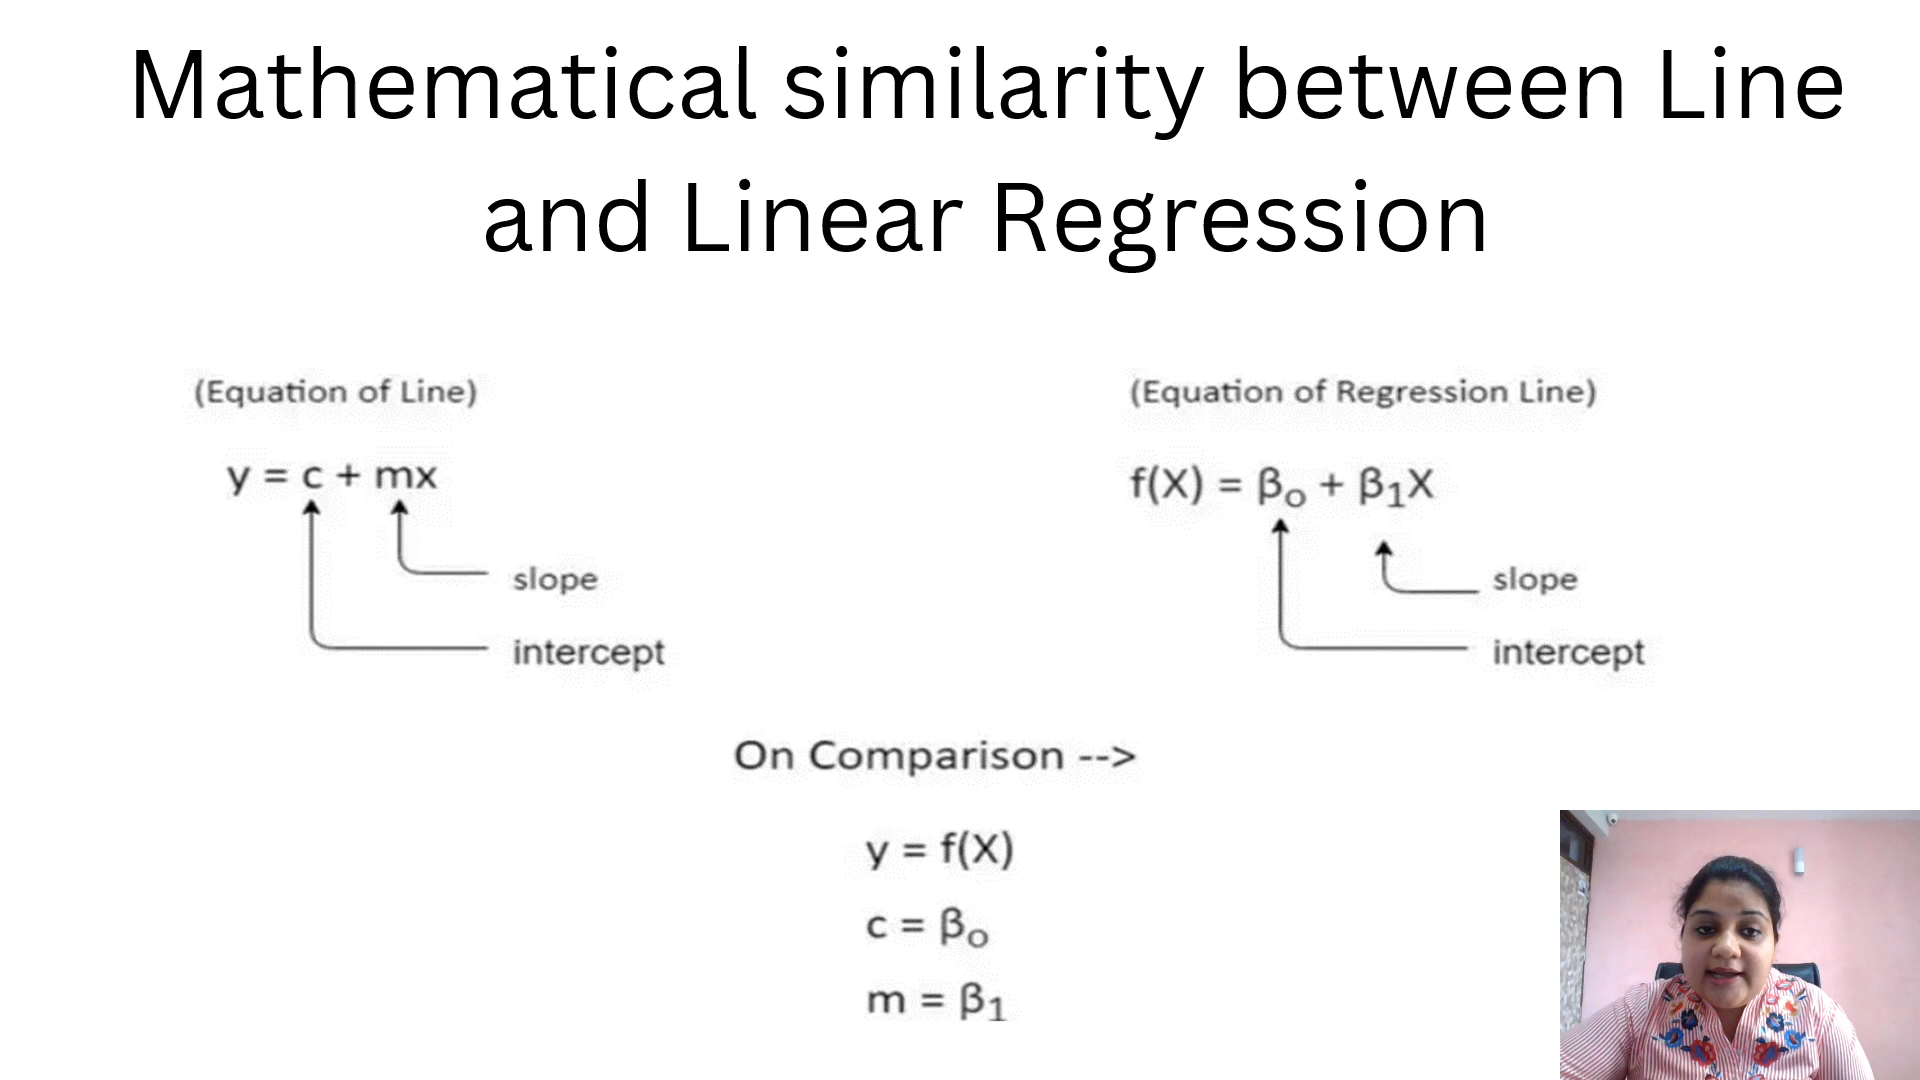 Mathematical similarity between Line
and Linear Regression
(Equation of Line)
y = c + mx
slope
intercept
(Equation of Regression Line)
f(X) = β₀ + β₁X
slope
intercept
On Comparison -->
y = f(X)
c = β₀
m = β₁